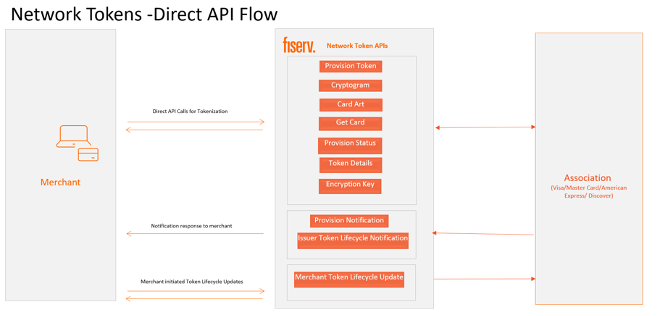 Network Tokens -Direct API Flow
fiserv.
Network Token APIs
Provision Token
Cryptogram
Card Art
Direct API Calls for Tokenization
Get Card
Provision Status
Token Details
Encryption Key
Merchant
Association
(Visa/Master Card/American
Express/ Discover)
Provision Notification
Notification response to merchant
Issuer Token Lifecycle Notification
Merchant initiated Token Lifecycle Updates
Merchant Token Lifecycle Update